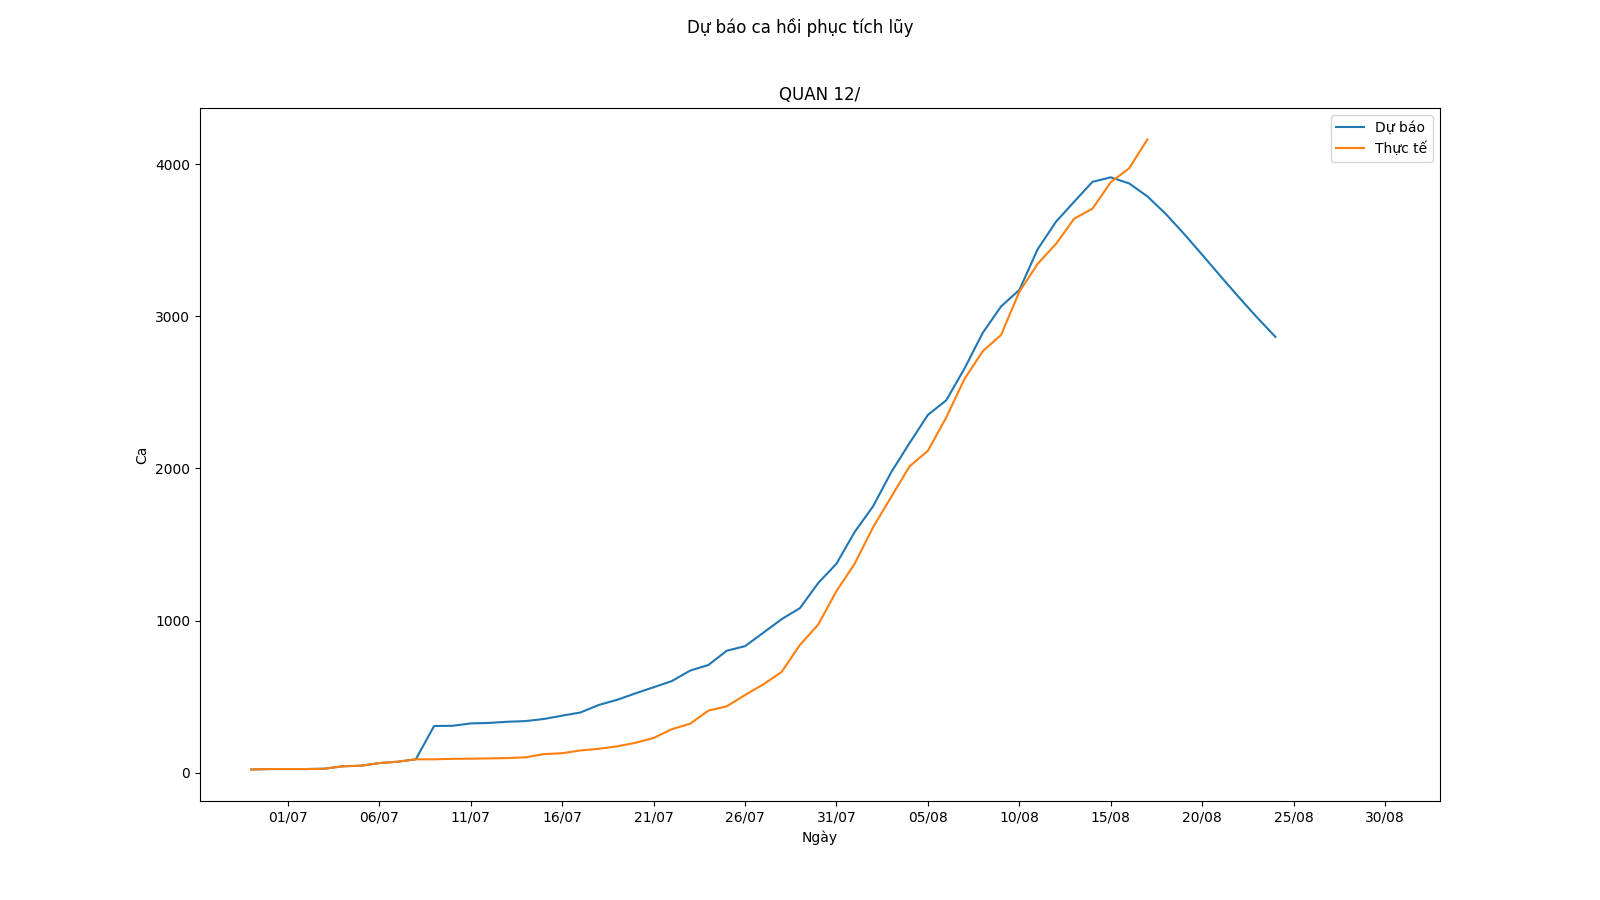 Dự báo ca hồi phục tích lũy
QUAN 12/
Dự báo
Thực tế
4000
3000
2000
1000
0
Ca
01/07 06/07 11/07 16/07 21/07 26/07 31/07 05/08 10/08 15/08 20/08 25/08 30/08
Ngày